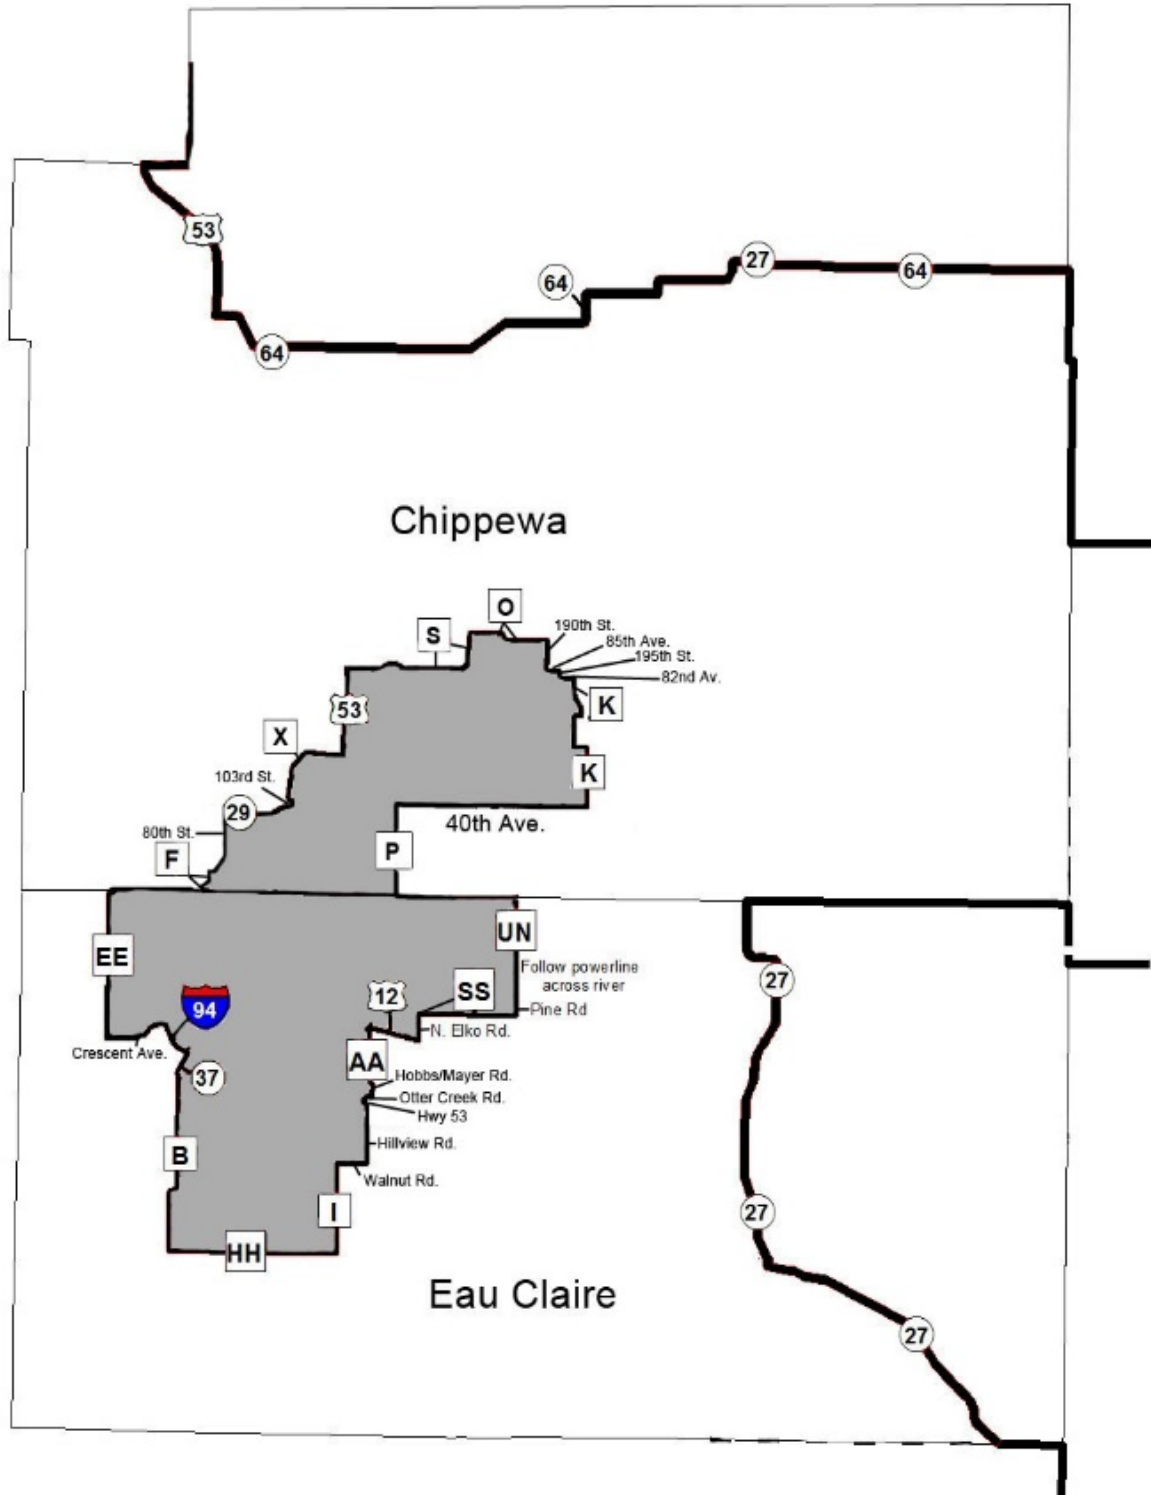 53
27
64
64
64
Chippewa
O
S
190th St.
85th Ave.
195th St.
82nd Av.
K
53
X
K
103rd St.
29
40th Ave.
80th St.
P
F
UN
EE
Follow powerline
across river
27
SS
12
94
Pine Rd
N. Elko Rd.
Crescent Ave.
AA
37
Hobbs/Mayer Rd.
Otter Creek Rd.
Hwy 53
Hillview Rd.
B
Walnut Rd.
I
27
HH
Eau Claire
27